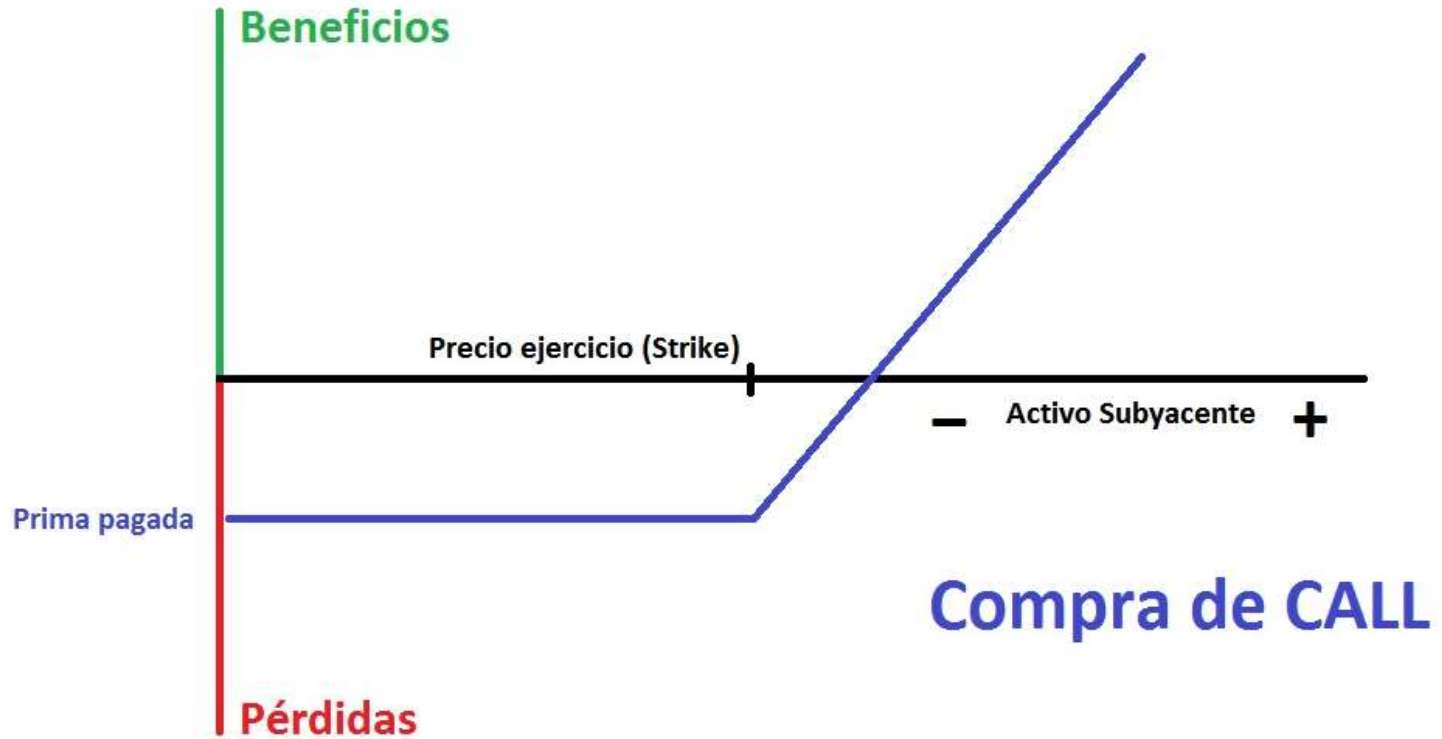 Beneficios
Precio ejercicio (Strike)
– Activo Subyacente +
Prima pagada
Compra de CALL
Pérdidas